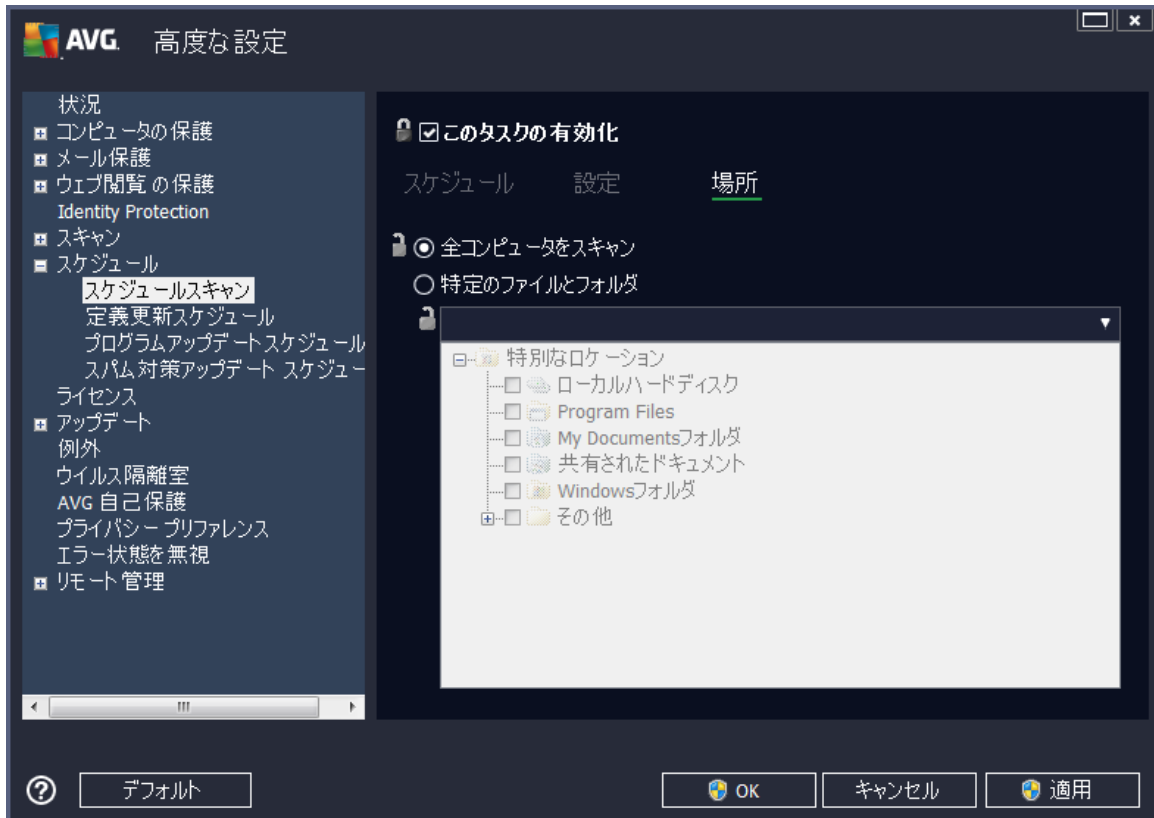 AVG. 高度な設定
状況
コンピュータの保護
メール保護
ウェブ閲覧 の保護
Identity Protection
スキャン
スケジュール
スケジュールスキャン
定義更新スケジュール
プログラムアップデートスケジュール
スパム対策アップデート スケジュー
ライセンス
アップデート
例外
ウイルス隔離室
AVG 自己保護
プライバシー プリファレンス
エラー状態を無視
リモート管理
このタスクの有効化
スケジュール 設定 場所
全コンピュータをスキャン
特定のファイルとフォルダ
特別なロケーション
ローカルハードディスク
Program Files
My Documentsフォルダ
共有されたドキュメント
Windowsフォルダ
その他
デフォルト OK キャンセル 適用